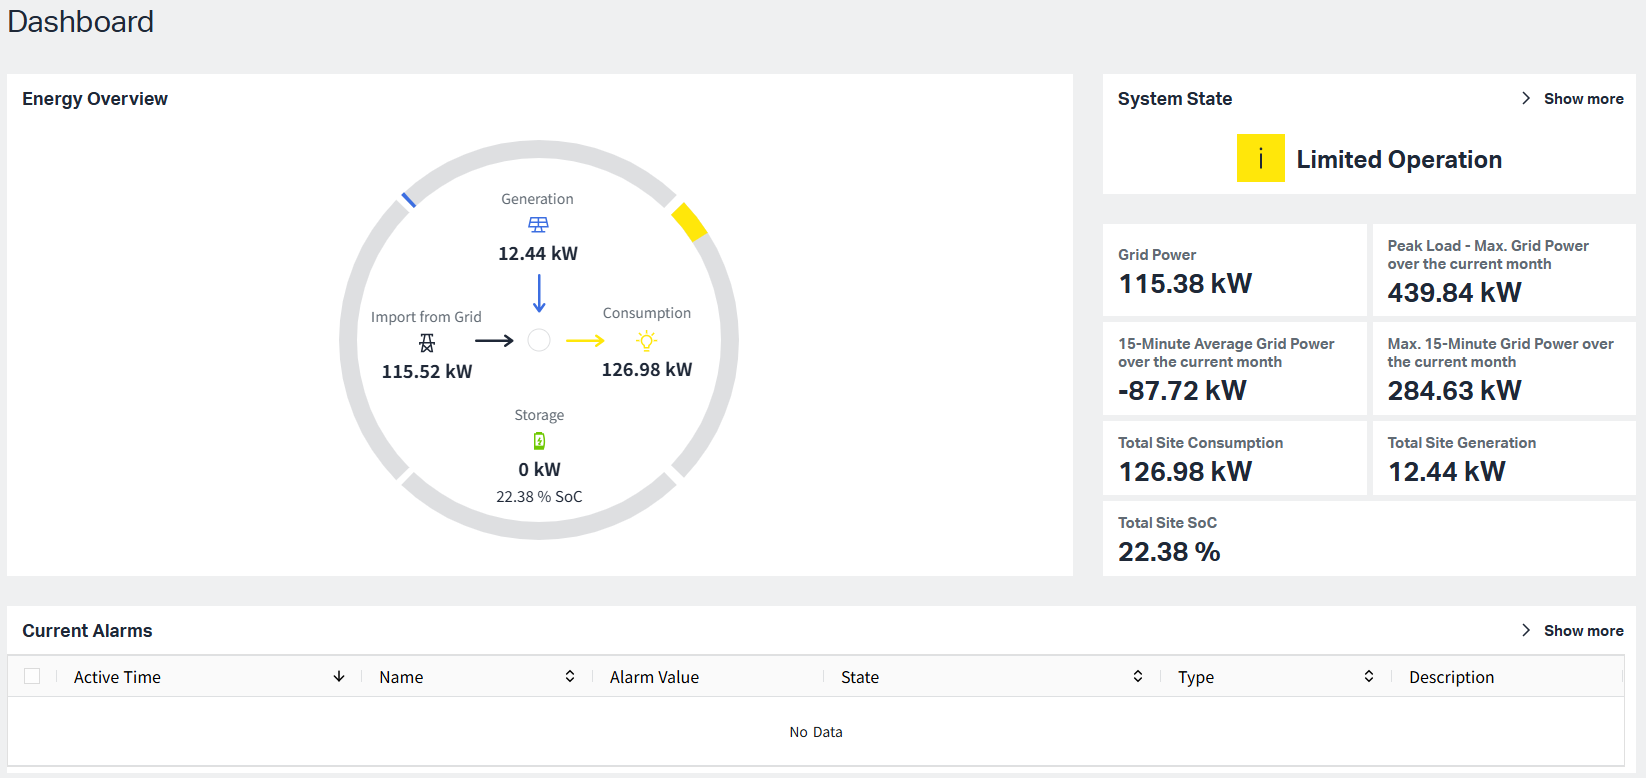 Dashboard
Energy Overview
Generation
12.44 kW
Import from Grid
115.52 kW
Consumption
126.98 kW
Storage
0 kW
22.38 % SoC
System State
Show more
i
Limited Operation
Grid Power
115.38 kW
Peak Load - Max. Grid Power
over the current month
439.84 kW
15-Minute Average Grid Power
over the current month
-87.72 kW
Max. 15-Minute Grid Power over
the current month
284.63 kW
Total Site Consumption
126.98 kW
Total Site Generation
12.44 kW
Total Site SoC
22.38 %
Current Alarms
Show more
Active Time Name Alarm Value State Type Description
No Data